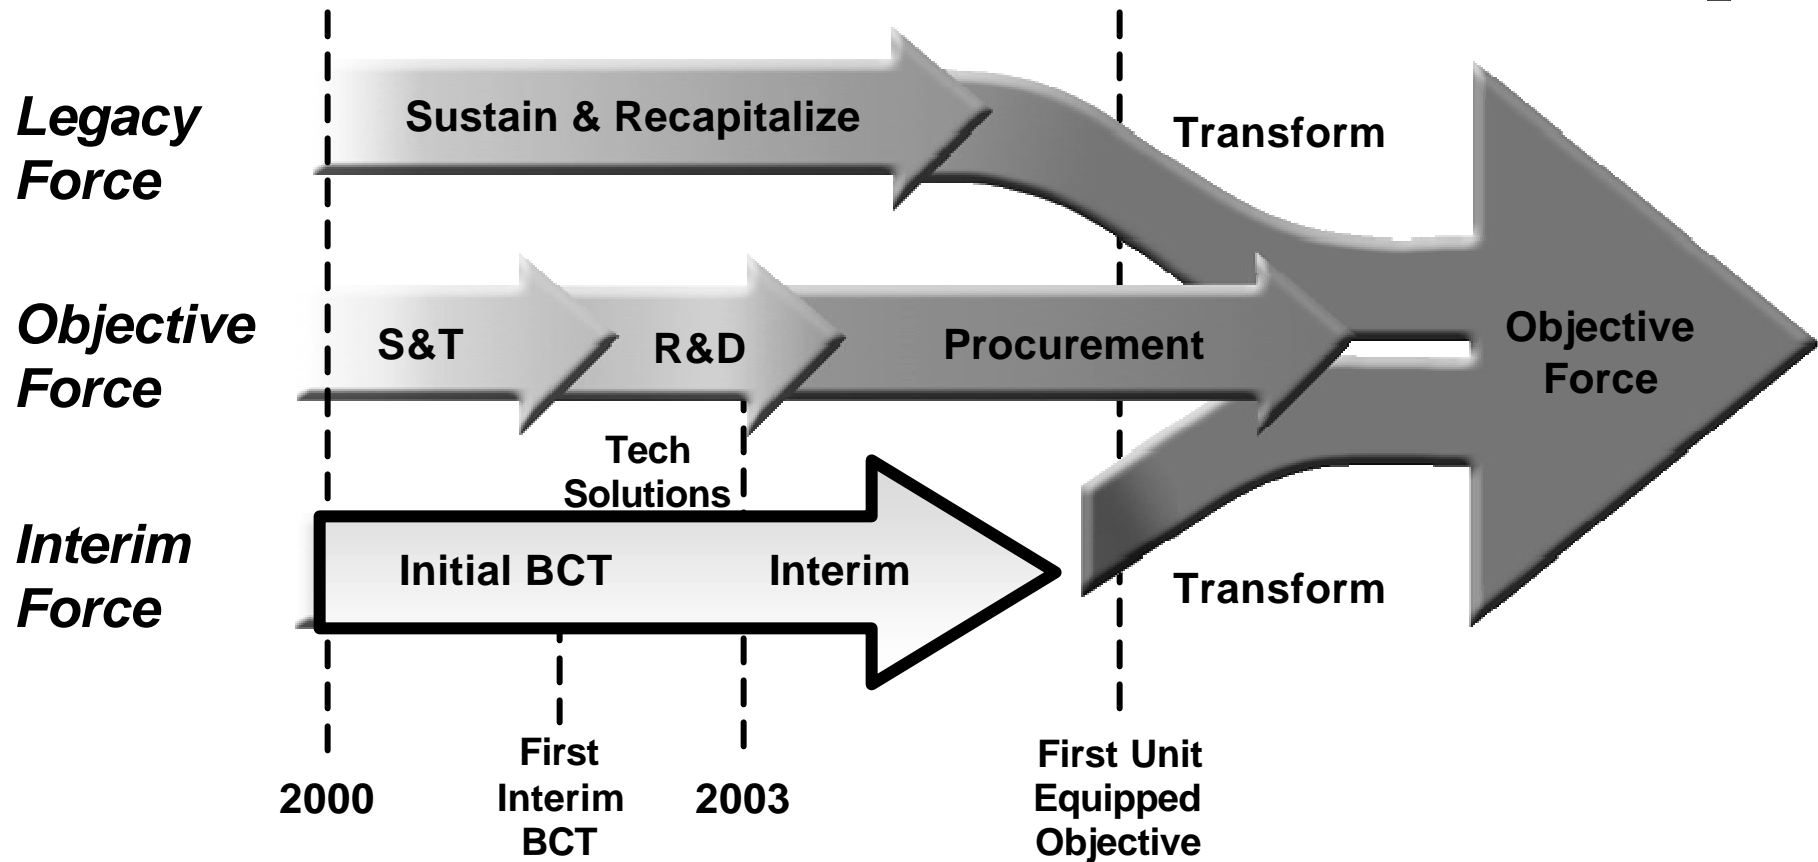 Legacy
Force
Sustain & Recapitalize
Transform
Objective
Force
S&T
R&D
Procurement
Objective
Force
Tech
Solutions
Interim
Force
Initial BCT
Interim
Transform
2000
First
Interim
BCT
2003
First Unit
Equipped
Objective